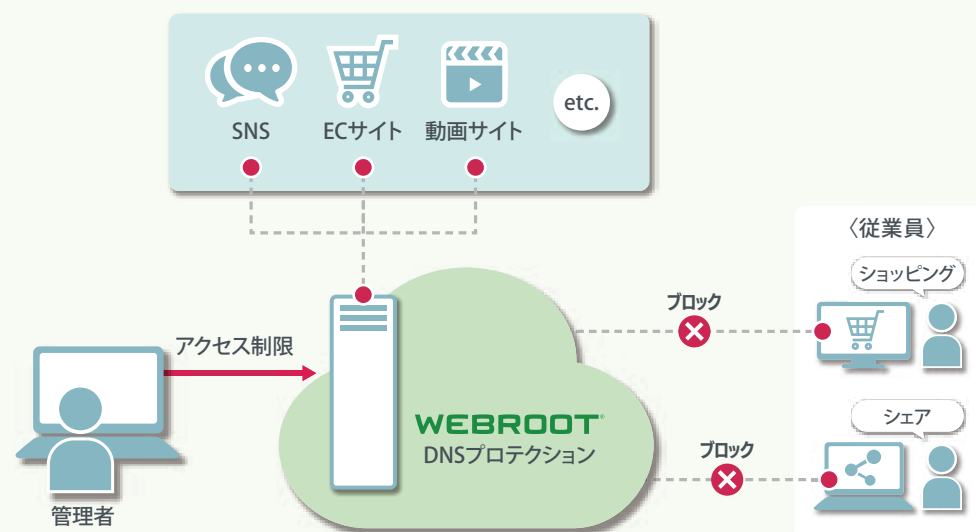 etc.
SNS
ECサイト
動画サイト
〈従業員〉
ショッピング
ブロック
アクセス制限
シェア
WEBROOT®
DNSプロテクション
ブロック
管理者